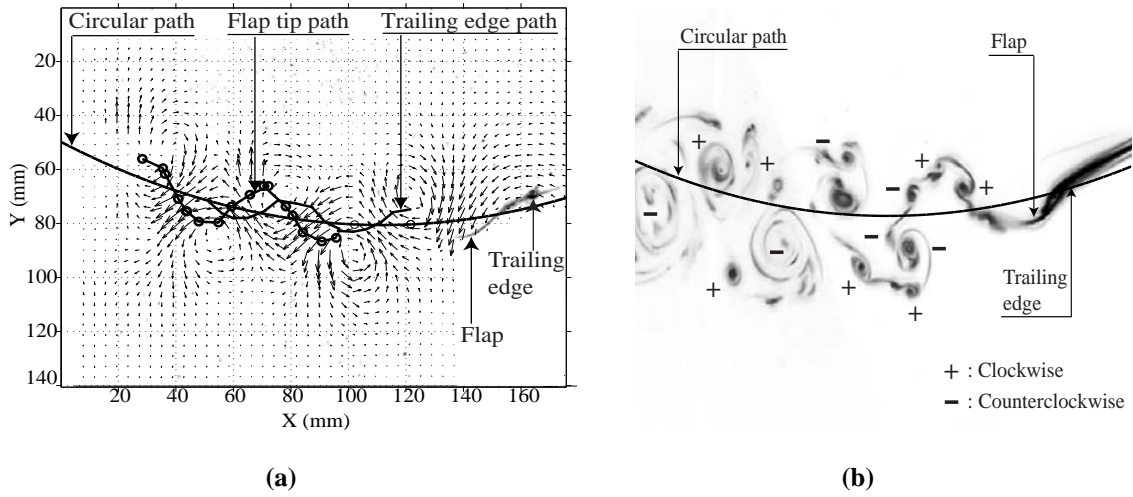 Circular path
Flap tip path
Trailing edge path
20
40
60
80
100
120
140
Y (mm)
Trailing
edge
Flap
20
40
60
80
100
120
140
160
X (mm)
(a)
(b)
Circular path
Flap
+
+
-
+
+
-
-
-
-
-
+
+
+
Trailing
edge
+ : Clockwise
- : Counterclockwise